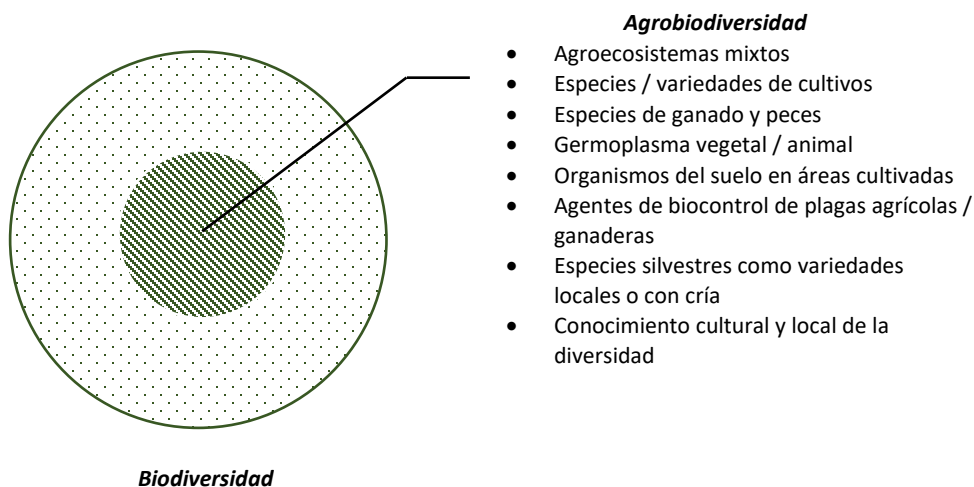 Agrobiodiversidad
• Agroecosistemas mixtos
• Especies / variedades de cultivos
• Especies de ganado y peces
• Germoplasma vegetal / animal
• Organismos del suelo en áreas cultivadas
• Agentes de biocontrol de plagas agrícolas /
ganaderas
• Especies silvestres como variedades
locales o con cría
• Conocimiento cultural y local de la
diversidad
Biodiversidad